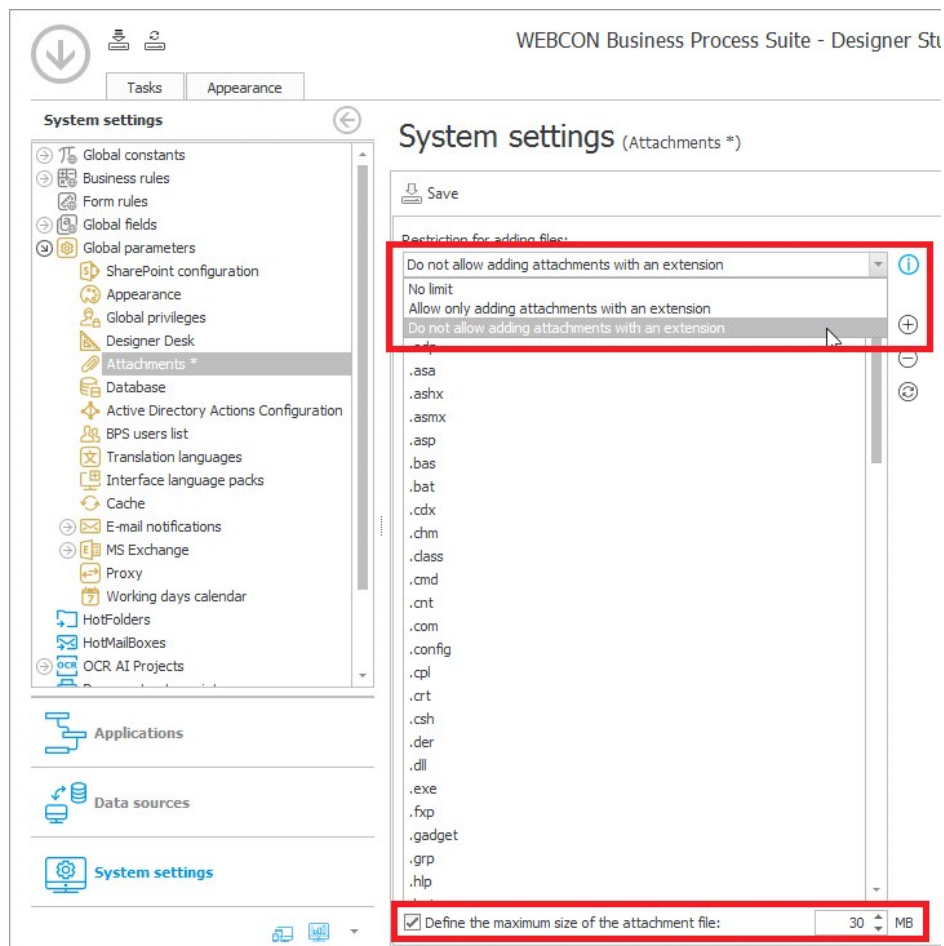 WEBCON Business Process Suite - Designer Stu
Tasks
Appearance
System settings
Global constants
Business rules
Form rules
Global fields
Global parameters
SharePoint configuration
Appearance
Global privileges
Designer Desk
Attachments *
Database
Active Directory Actions Configuration
BPS users list
Translation languages
Interface language packs
Cache
E-mail notifications
MS Exchange
Proxy
Working days calendar
HotFolders
HotMailBoxes
OCR AI Projects
Applications
Data sources
System settings
System settings (Attachments *)
Save
Restriction for adding files:
Do not allow adding attachments with an extension
No limit
Allow only adding attachments with an extension
Do not allow adding attachments with an extension
.adp
.asa
.ashx
.asmx
.asp
.bas
.bat
.cdx
.chm
.class
.cmd
.cnt
.com
.config
.cpl
.crt
.csh
.der
.dll
.exe
.fxp
.gadget
.grp
.hlp
Define the maximum size of the attachment file: 30 MB